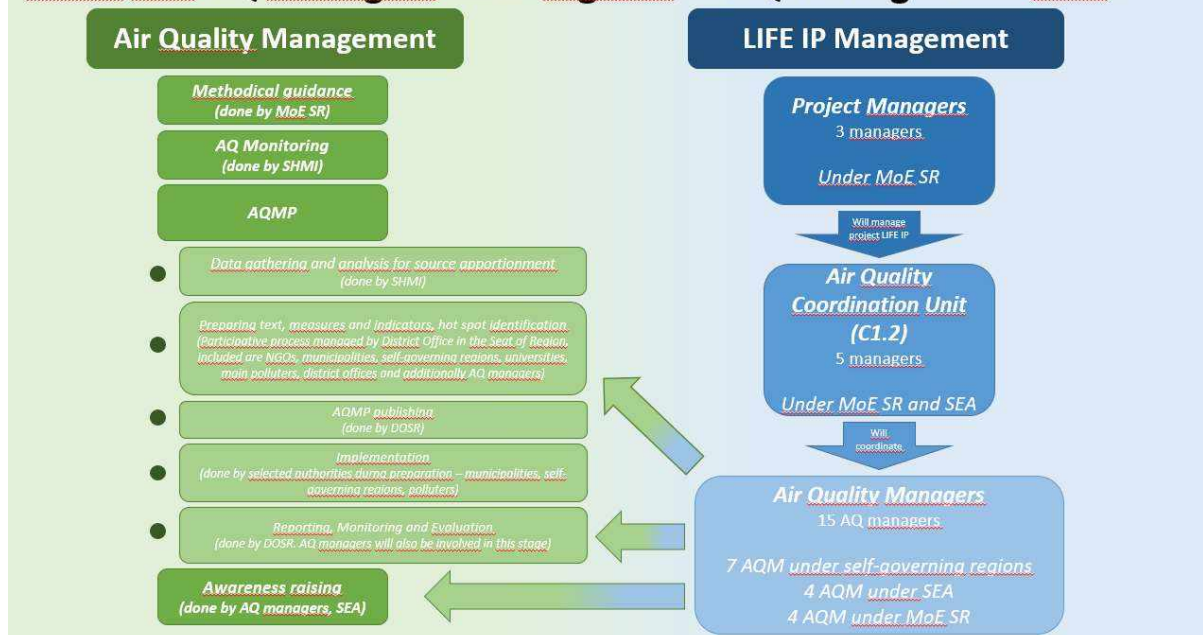 Air Quality Management
Methodical guidance
(done by MoE SR)
AQ Monitoring
(done by SHMI)
AQMP
Data gathering and analysis for source apportionment
(done by SHMI)
Preparing text, measures and indicators, hot spot identification
(Participative process managed by District Office in the Seat of Region,
included are NGOs, municipalities, self-governing regions, universities,
main polluters, district offices and additionally AQ managers)
AQMP publishing
(done by DOSR)
Implementation
(done by selected authorities during preparation – municipalities, self-
governing regions, polluters)
Reporting, Monitoring and Evaluation
(done by DOSR. AQ managers will also be involved in this stage)
Awareness raising
(done by AQ managers, SEA)
LIFE IP Management
Project Managers
3 managers
Under MoE SR
Will manage
project LIFE IP
Air Quality
Coordination Unit
(C1.2)
5 managers
Under MoE SR and SEA
Will
coordinate
Air Quality Managers
15 AQ managers
7 AQM under self-governing regions
4 AQM under SEA
4 AQM under MoE SR